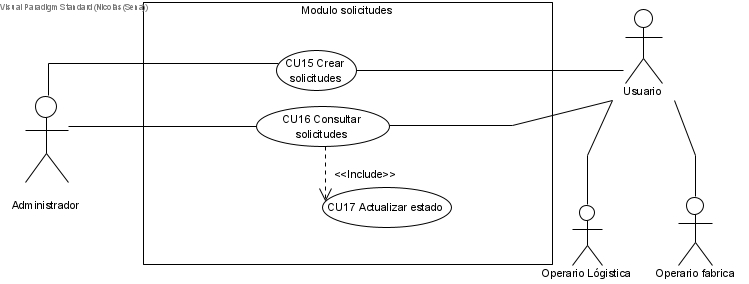 Visual Paradigm Standard (Nicolas (Sena))
Modulo solicitudes
CU15 Crear
solicitudes
Usuario
CU16 Consultar
solicitudes
<<Include>>
Administrador
CU17 Actualizar estado
Operario Lógistica
Operario fabrica